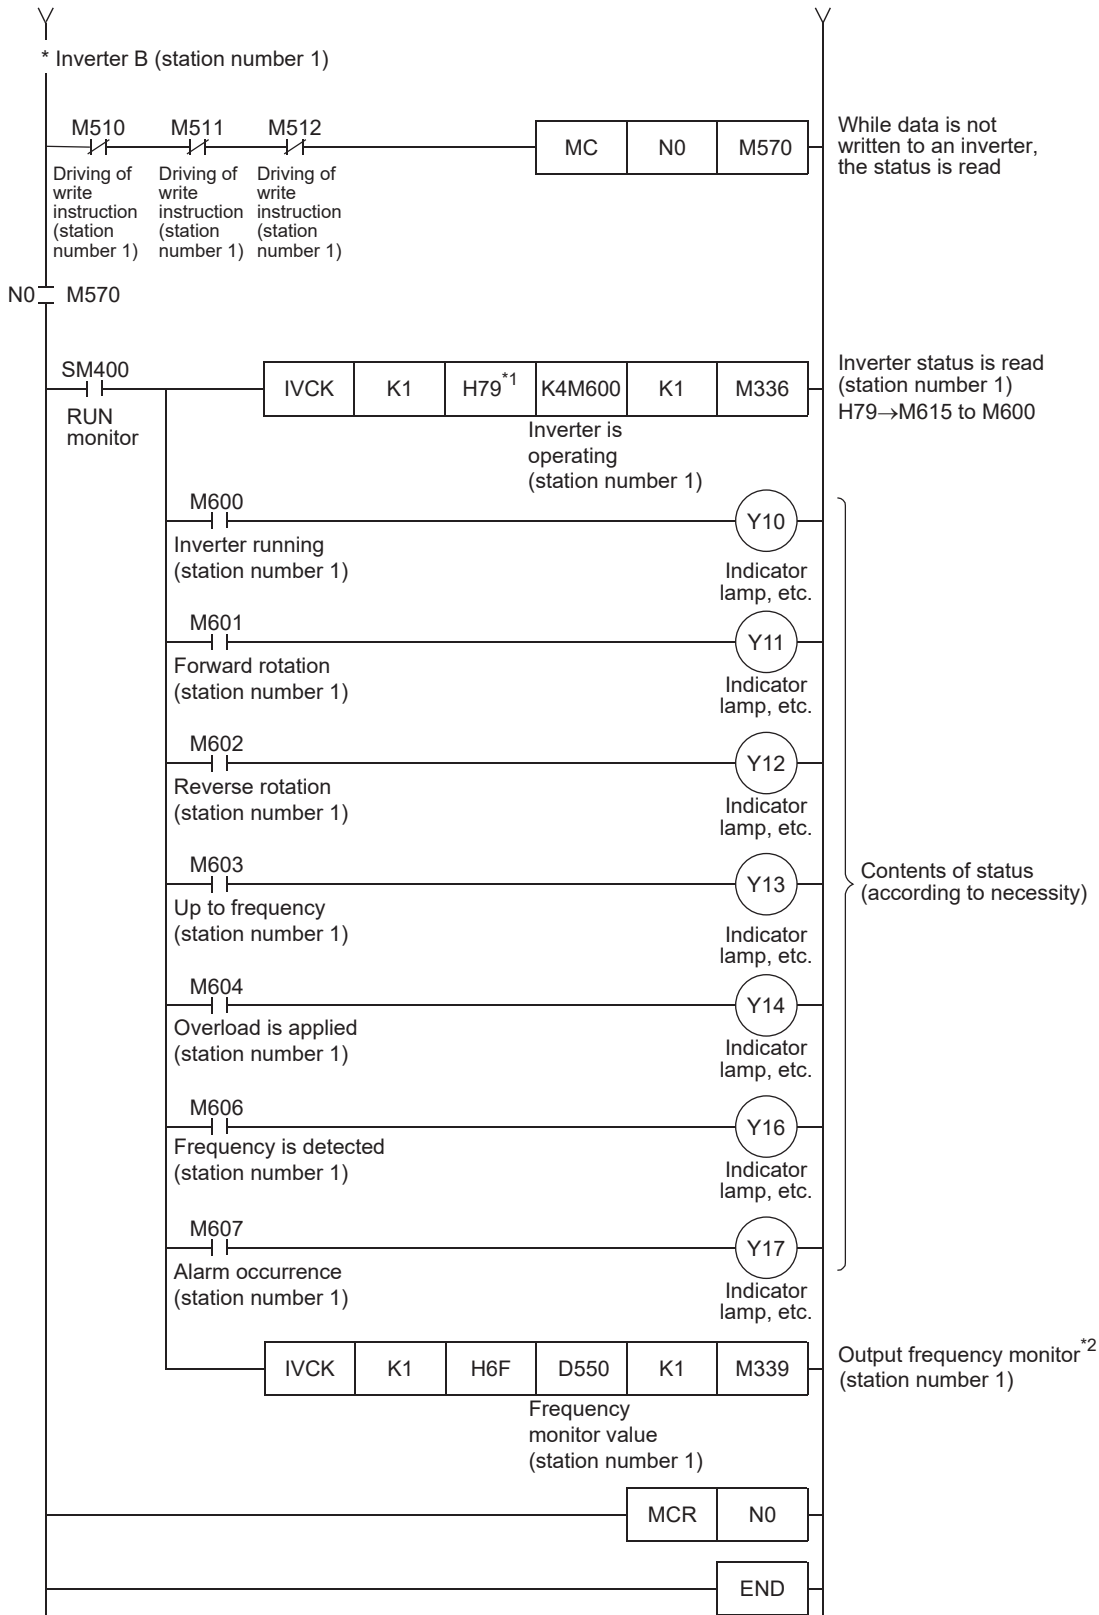 * Inverter B (station number 1)
M510 M511 M512
MC N0 M570
While data is not
written to an inverter,
the status is read
Driving of
write
instruction
(station
number 1)
Driving of
write
instruction
(station
number 1)
Driving of
write
instruction
(station
number 1)
N0 M570
SM400
RUN
monitor
IVCK K1 H79*1 K4M600 K1 M336
Inverter is
operating
(station number 1)
Inverter status is read
(station number 1)
H79→M615 to M600
M600
Inverter running
(station number 1)
Y10
Indicator
lamp, etc.
M601
Forward rotation
(station number 1)
Y11
Indicator
lamp, etc.
M602
Reverse rotation
(station number 1)
Y12
Indicator
lamp, etc.
M603
Up to frequency
(station number 1)
Y13
Indicator
lamp, etc.
Contents of status
(according to necessity)
M604
Overload is applied
(station number 1)
Y14
Indicator
lamp, etc.
M606
Frequency is detected
(station number 1)
Y16
Indicator
lamp, etc.
M607
Alarm occurrence
(station number 1)
Y17
Indicator
lamp, etc.
IVCK K1 H6F D550 K1 M339
Frequency
monitor value
(station number 1)
Output frequency monitor*2
(station number 1)
MCR N0
END